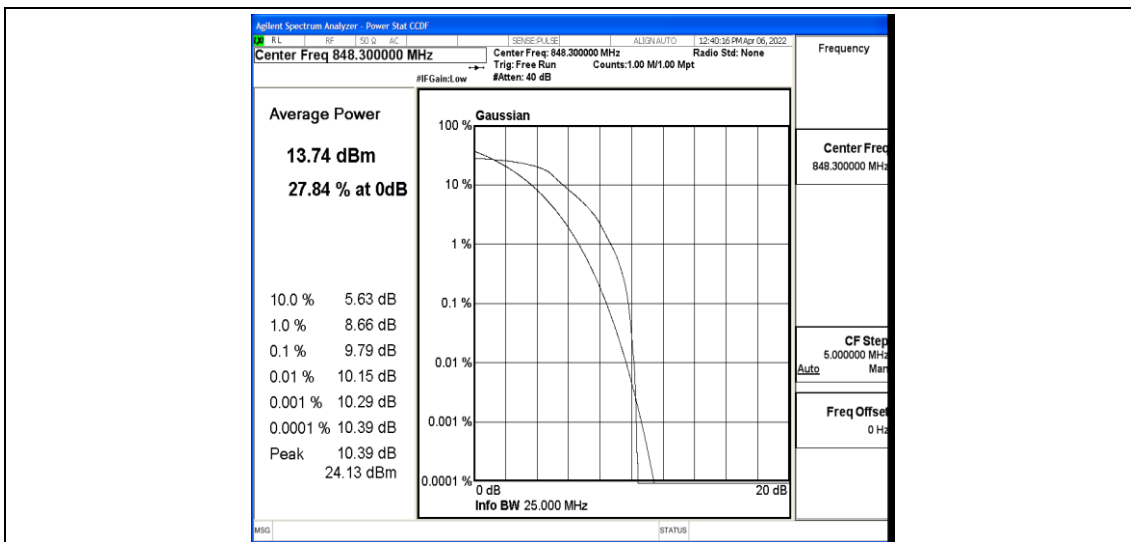 Agilent Spectrum Analyzer - Power Stat CCDF
RL RF 50 Ω AC SENSE:PULSE ALIGN AUTO 12:40:16 PM Apr 06, 2022
Center Freq 848.300000 MHz
Center Freq: 848.300000 MHz Radio Std: None
Trig: Free Run Counts:1.00 M/1.00 Mpt
#IFGain:Low #Atten: 40 dB
Frequency
Average Power
13.74 dBm
27.84 % at 0dB
10.0 % 5.63 dB
1.0 % 8.66 dB
0.1 % 9.79 dB
0.01 % 10.15 dB
0.001 % 10.29 dB
0.0001 % 10.39 dB
Peak 10.39 dB
24.13 dBm
Gaussian
100 %
10 %
1 %
0.1 %
0.01 %
0.001 %
0.0001 %
0 dB 20 dB
Info BW 25.000 MHz
Center Freq
848.300000 MHz
CF Step
5.000000 MHz
Auto Man
Freq Offset
0 Hz
MSG STATUS